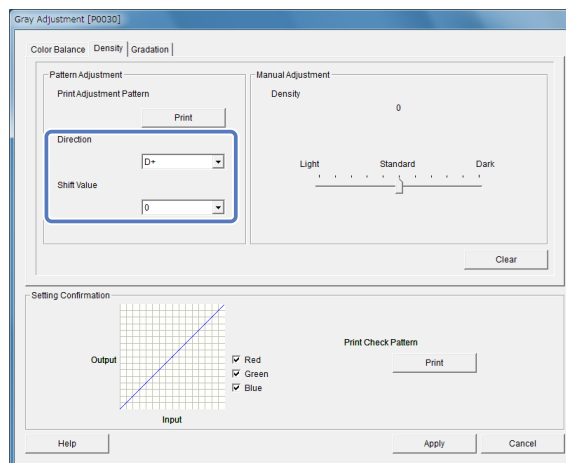 Gray Adjustment [P0030]
Color Balance Density Gradation
Pattern Adjustment
Print Adjustment Pattern
Print
Direction
D+
Shift Value
0
Manual Adjustment
Density
0
Light Standard Dark
Clear
Setting Confirmation
Output
Input
Red
Green
Blue
Print Check Pattern
Print
Help Apply Cancel